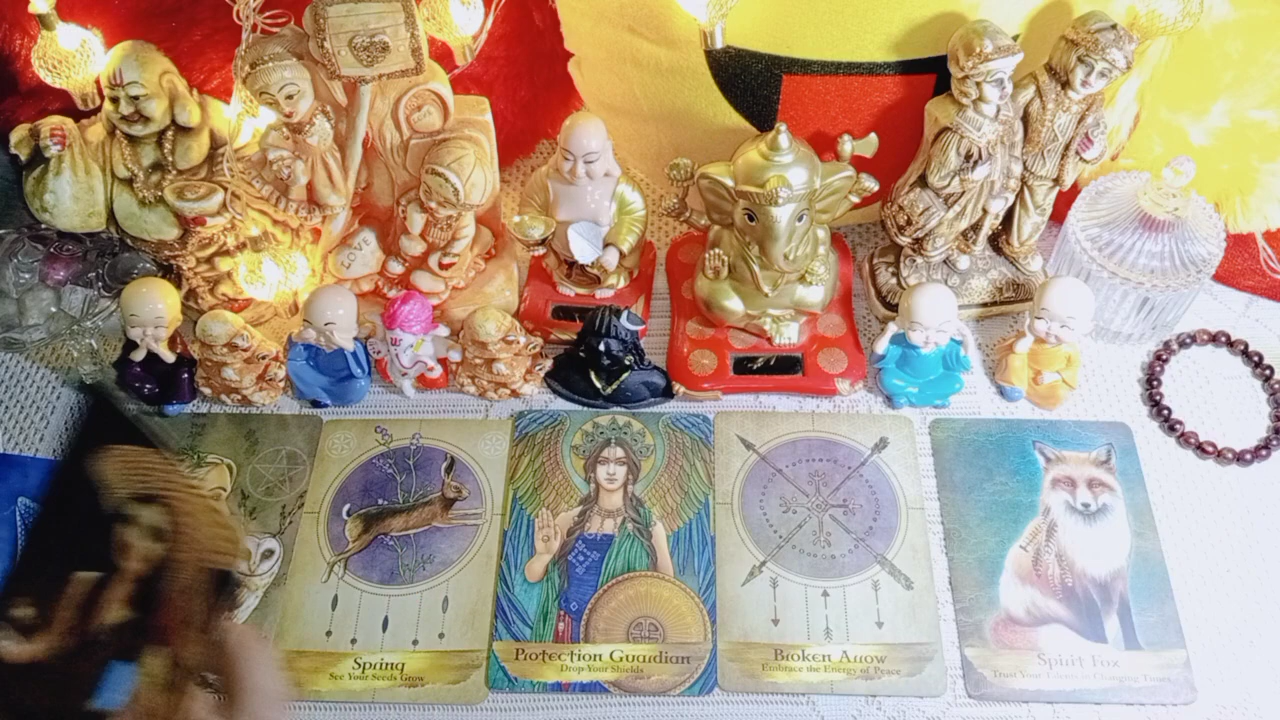 LOVE
Spring
See Your Seeds Grow
Protection Guardian
Drop Your Shields
Broken Arrow
Embrace the Energy of Peace
Spirit Fox
Trust Your Talents in Changing Times